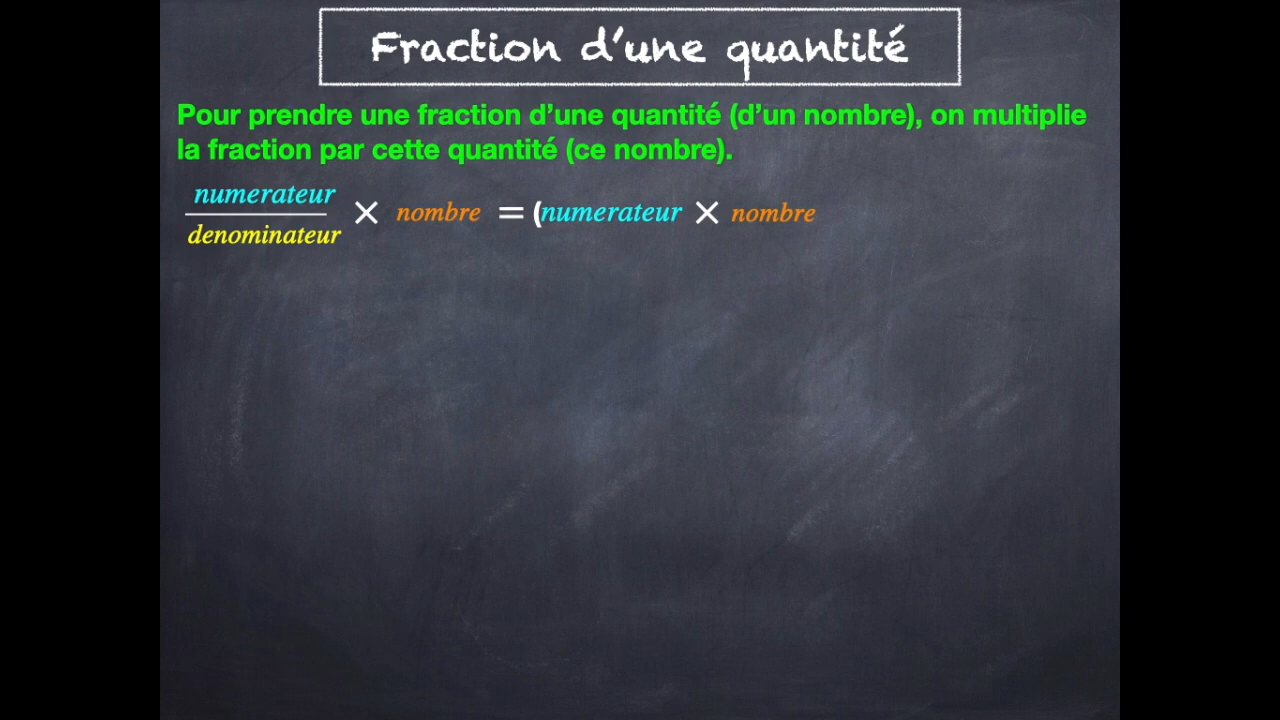 Fraction d'une quantité
Pour prendre une fraction d'une quantité (d'un nombre), on multiplie
la fraction par cette quantité (ce nombre).
numerateur
denominateur
× nombre = (numerateur × nombre